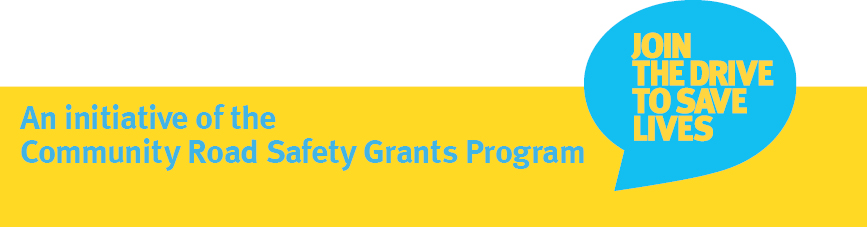 An initiative of the
Community Road Safety Grants Program
JOIN
THE DRIVE
TO SAVE
LIVES